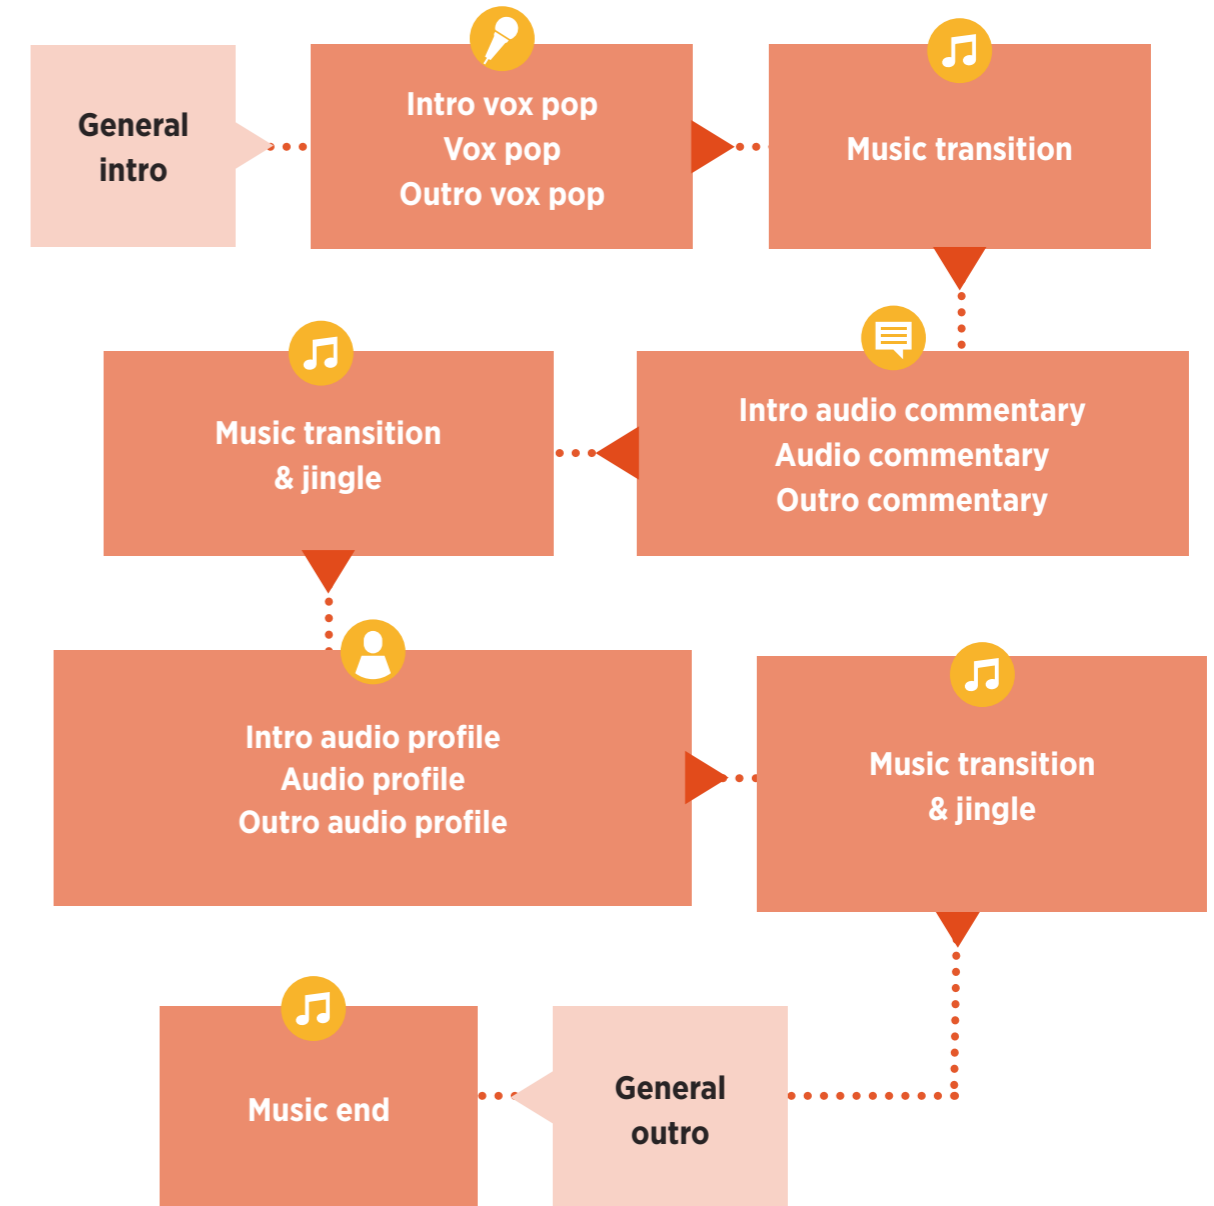 General
intro
Intro vox pop
Vox pop
Outro vox pop
Music transition
Intro audio commentary
Audio commentary
Outro commentary
Music transition
& jingle
Intro audio profile
Audio profile
Outro audio profile
Music transition
& jingle
General
outro
Music end